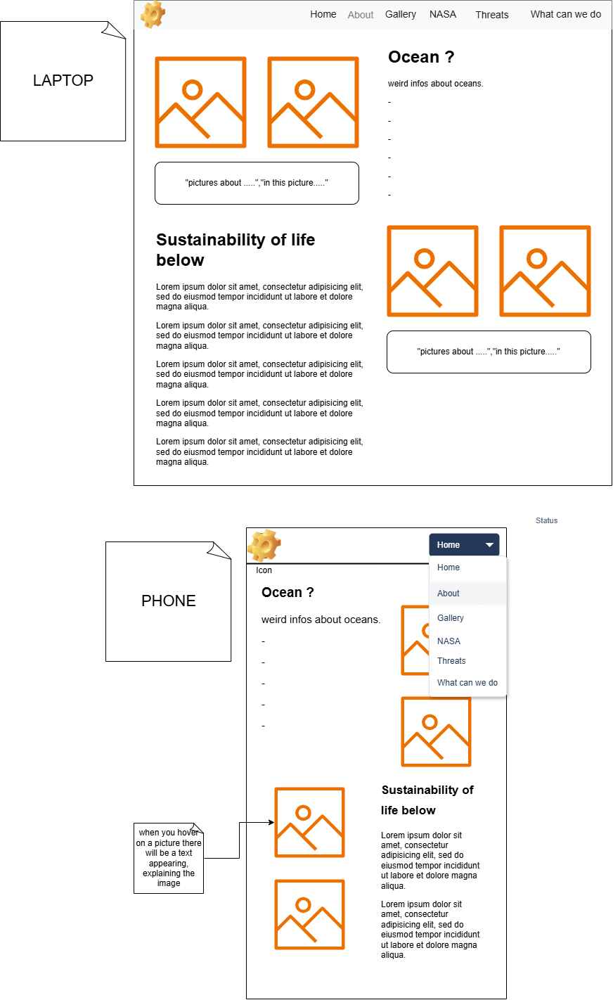 Home About Gallery NASA Threats What can we do
LAPTOP
Ocean ?
weird infos about oceans.
-
-
-
-
-
-
"pictures about .....","in this picture....."
Sustainability of life
below
Lorem ipsum dolor sit amet, consectetur adipisicing elit,
sed do eiusmod tempor incididunt ut labore et dolore
magna aliqua.
Lorem ipsum dolor sit amet, consectetur adipisicing elit,
sed do eiusmod tempor incididunt ut labore et dolore
magna aliqua.
Lorem ipsum dolor sit amet, consectetur adipisicing elit,
sed do eiusmod tempor incididunt ut labore et dolore
magna aliqua.
Lorem ipsum dolor sit amet, consectetur adipisicing elit,
sed do eiusmod tempor incididunt ut labore et dolore
magna aliqua.
Lorem ipsum dolor sit amet, consectetur adipisicing elit,
sed do eiusmod tempor incididunt ut labore et dolore
magna aliqua.
"pictures about .....","in this picture....."
Status
PHONE
Home
Icon
Home
About
Gallery
NASA
Threats
What can we do
Ocean ?
weird infos about oceans.
-
-
-
-
-
when you hover
on a picture there
will be a text
appearing,
explaining the
image
Sustainability of
life below
Lorem ipsum dolor sit
amet, consectetur
adipisicing elit, sed do
eiusmod tempor incididunt
ut labore et dolore magna
aliqua.
Lorem ipsum dolor sit
amet, consectetur
adipisicing elit, sed do
eiusmod tempor incididunt
ut labore et dolore magna
aliqua.